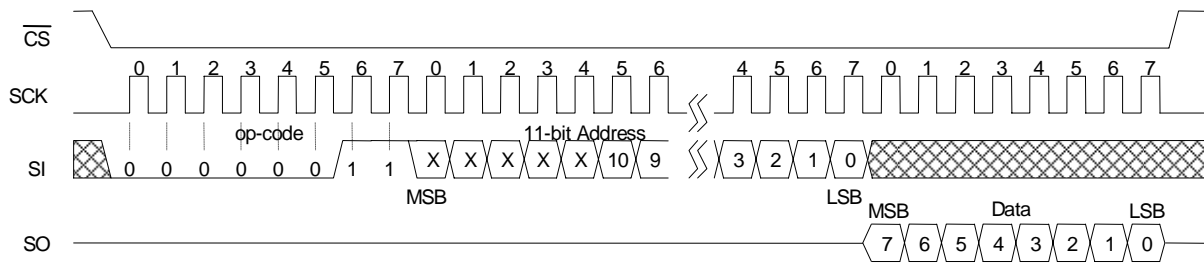 CS
0 1 2 3 4 5 6 7 0 1 2 3 4 5 6 4 5 6 7 0 1 2 3 4 5 6 7
SCK
op-code 11-bit Address
SI 0 0 0 0 0 0 1 1 X X X X X 10 9 3 2 1 0
MSB LSB
MSB Data LSB
SO 7 6 5 4 3 2 1 0